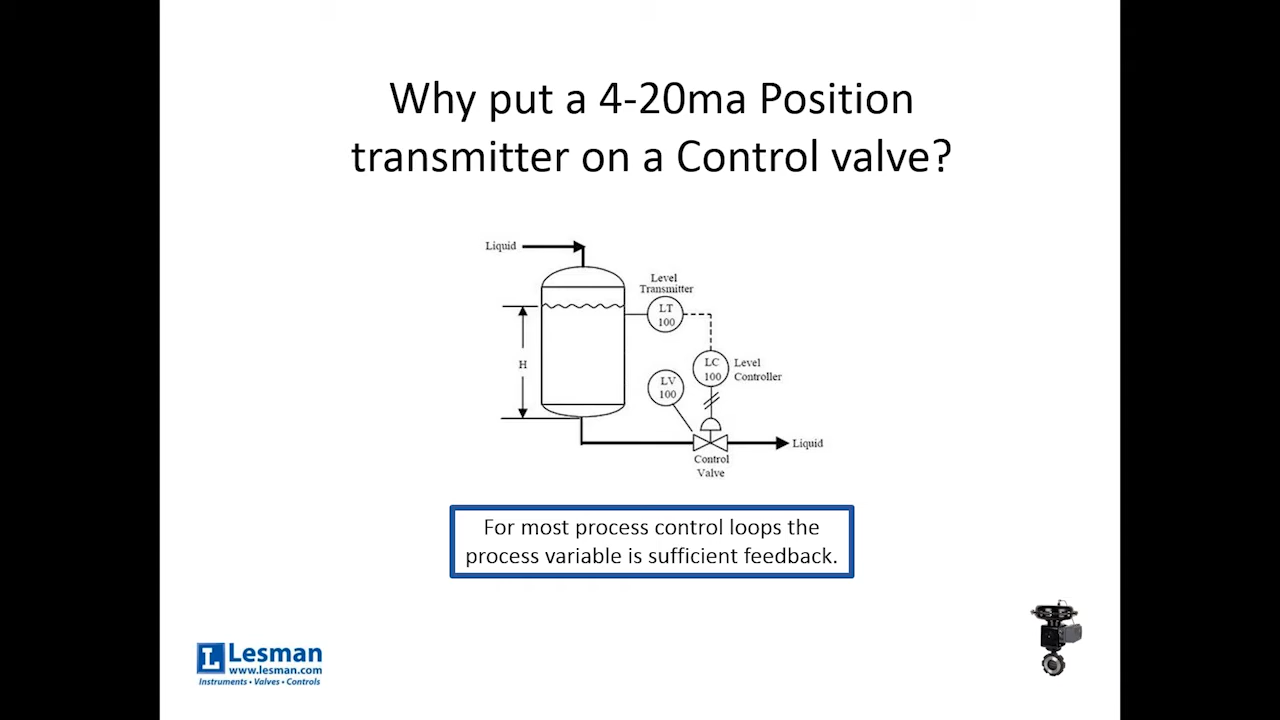 Why put a 4-20ma Position
transmitter on a Control valve?
Liquid
Level
Transmitter
LT
100
H
LC
100
Level
Controller
LV
100
Liquid
Control
Valve
For most process control loops the
process variable is sufficient feedback.
L Lesman
www.lesman.com
Instruments • Valves • Controls